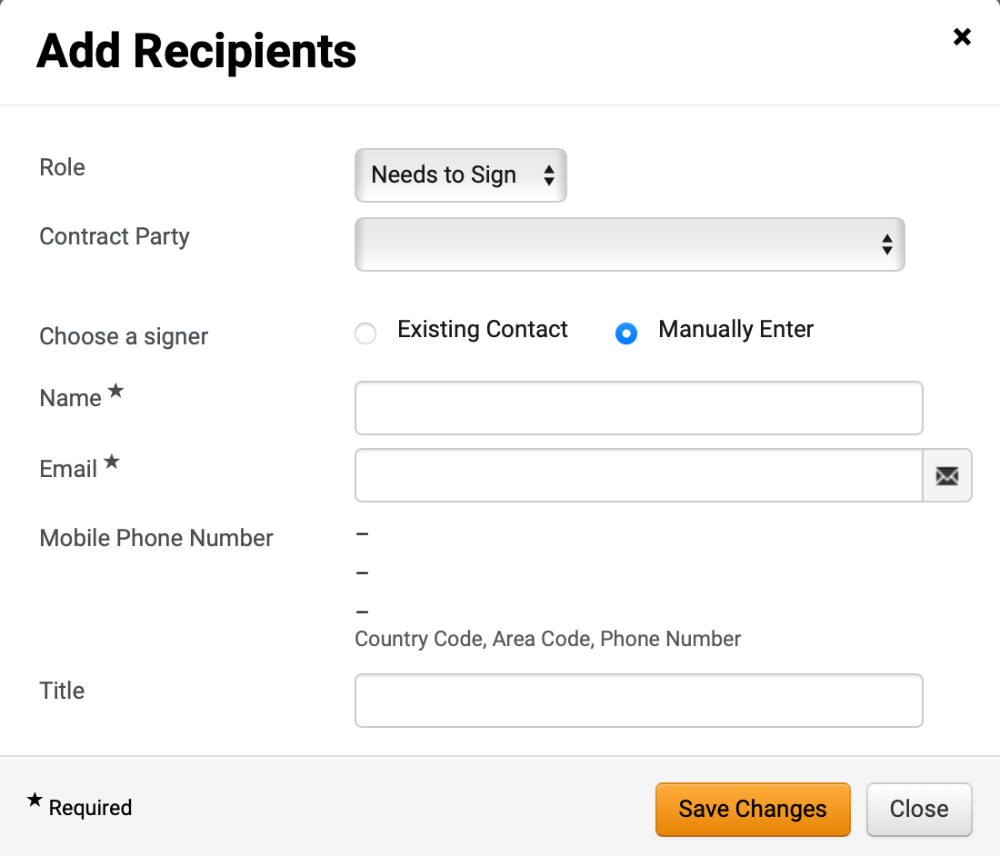 Add Recipients
Role
Needs to Sign
Contract Party
Choose a signer
Existing Contact
Manually Enter
Name ★
Email ★
Mobile Phone Number
–
–
–
Country Code, Area Code, Phone Number
Title
★ Required
Save Changes
Close